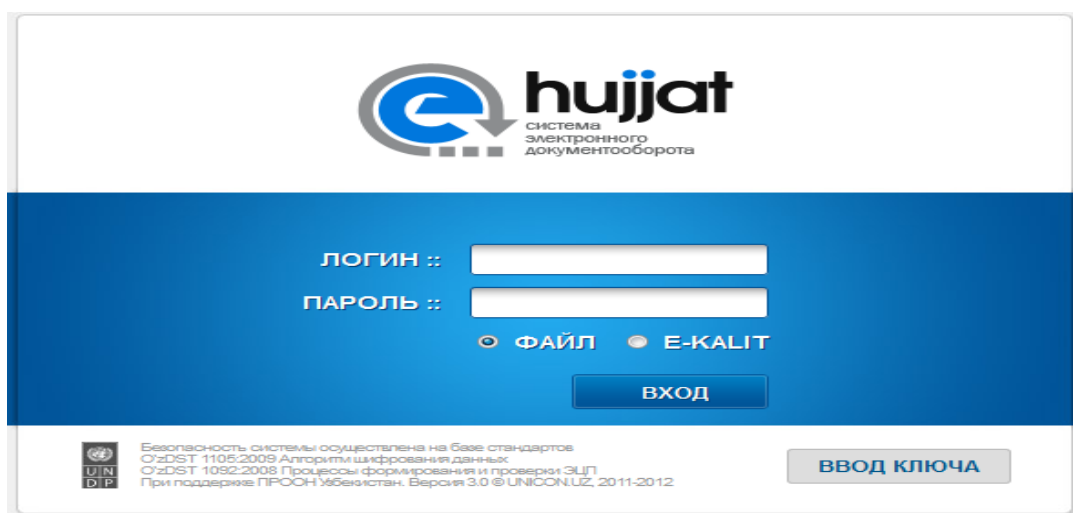 e hujjat
система
электронного
документооборота
ЛОГИН ::
ПАРОЛЬ ::
ФАЙЛ E-KALIT
ВХОД
Безопасность системы осуществлена на базе стандартов
O'zDST 1105:2009 Алгоритм шифрования данных
O'zDST 1092:2008 Процессы формирования и проверки ЭЦП
При поддержке ПРООН Узбекистан. Версия 3.0 © UNICON.UZ, 2011-2012
UN
DP
ВВОД КЛЮЧА